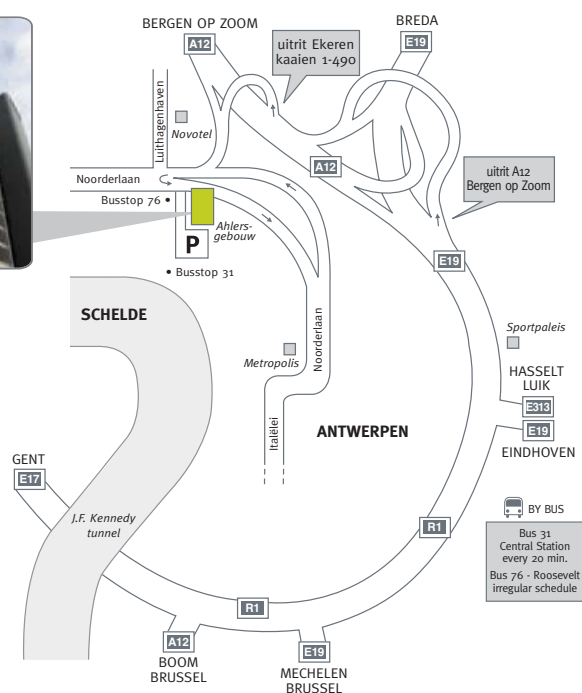 BERGEN OP ZOOM
A12
uitrit Ekeren
kaaien 1-490
BREDA
E19
Luithagenhaven
Novotel
A12
Noorderlaan
uitrit A12
Bergen op Zoom
Busstop 76 •
Ahlers-
gebouw
P
• Busstop 31
E19
SCHELDE
Noorderlaan
Sportpaleis
Metropolis
HASSELT
LUIK
E313
E19
EINDHOVEN
Italëlei
ANTWERPEN
GENT
E17
J.F. Kennedy
tunnel
BY BUS
Bus 31
Central Station
every 20 min.
Bus 76 - Roosevelt
irregular schedule
R1
R1
A12
BOOM
BRUSSEL
E19
MECHELEN
BRUSSEL